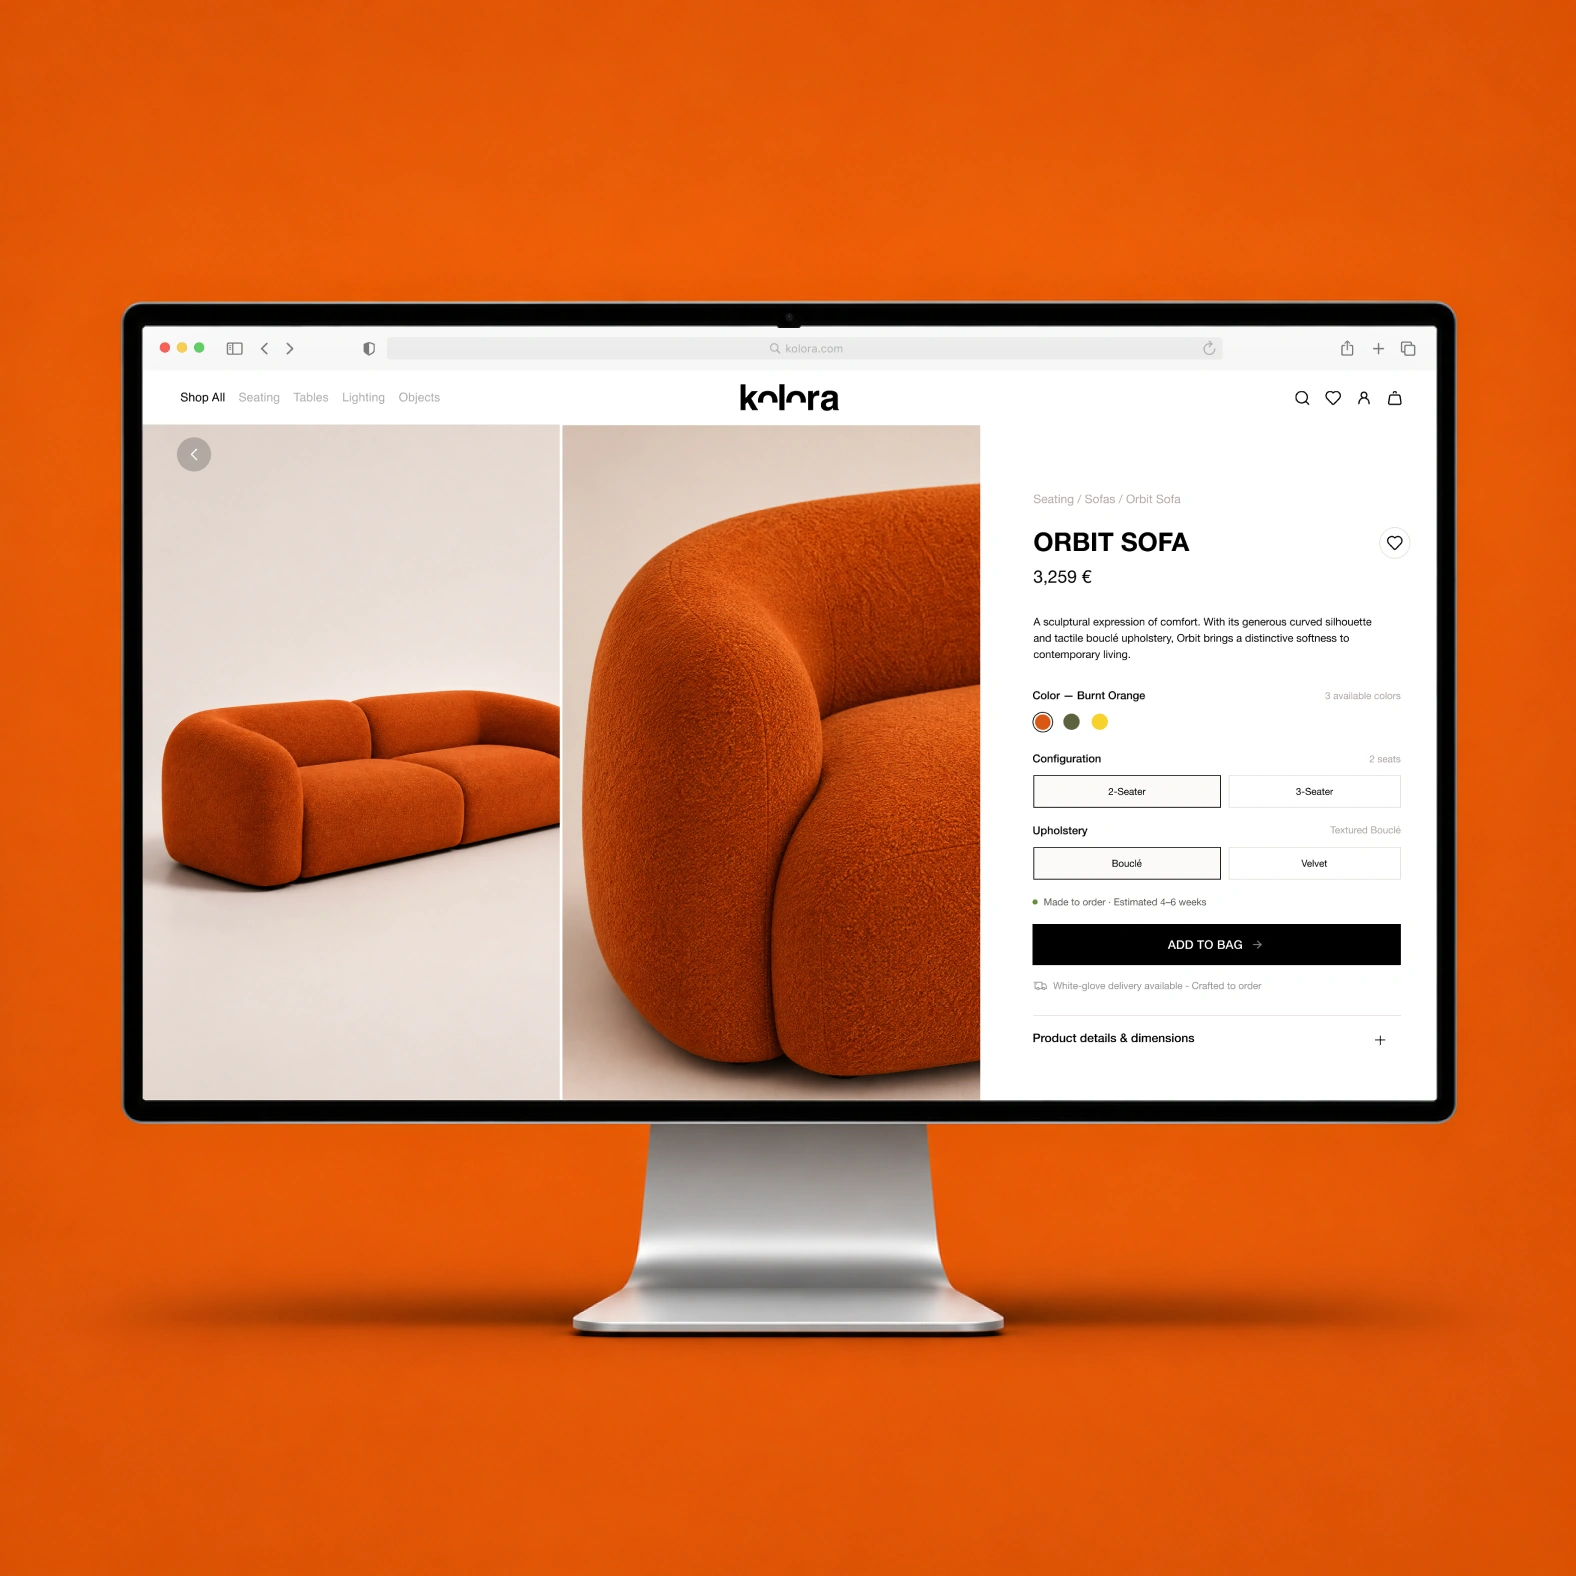 kolora.com
Shop All Seating Tables Lighting Objects
kolora
Seating / Sofas / Orbit Sofa
ORBIT SOFA
3,259 €
A sculptural expression of comfort. With its generous curved silhouette
and tactile bouclé upholstery, Orbit brings a distinctive softness to
contemporary living.
Color — Burnt Orange
3 available colors
Configuration
2 seats
2-Seater
3-Seater
Upholstery
Textured Bouclé
Bouclé
Velvet
Made to order · Estimated 4–6 weeks
ADD TO BAG →
White-glove delivery available - Crafted to order
Product details & dimensions +